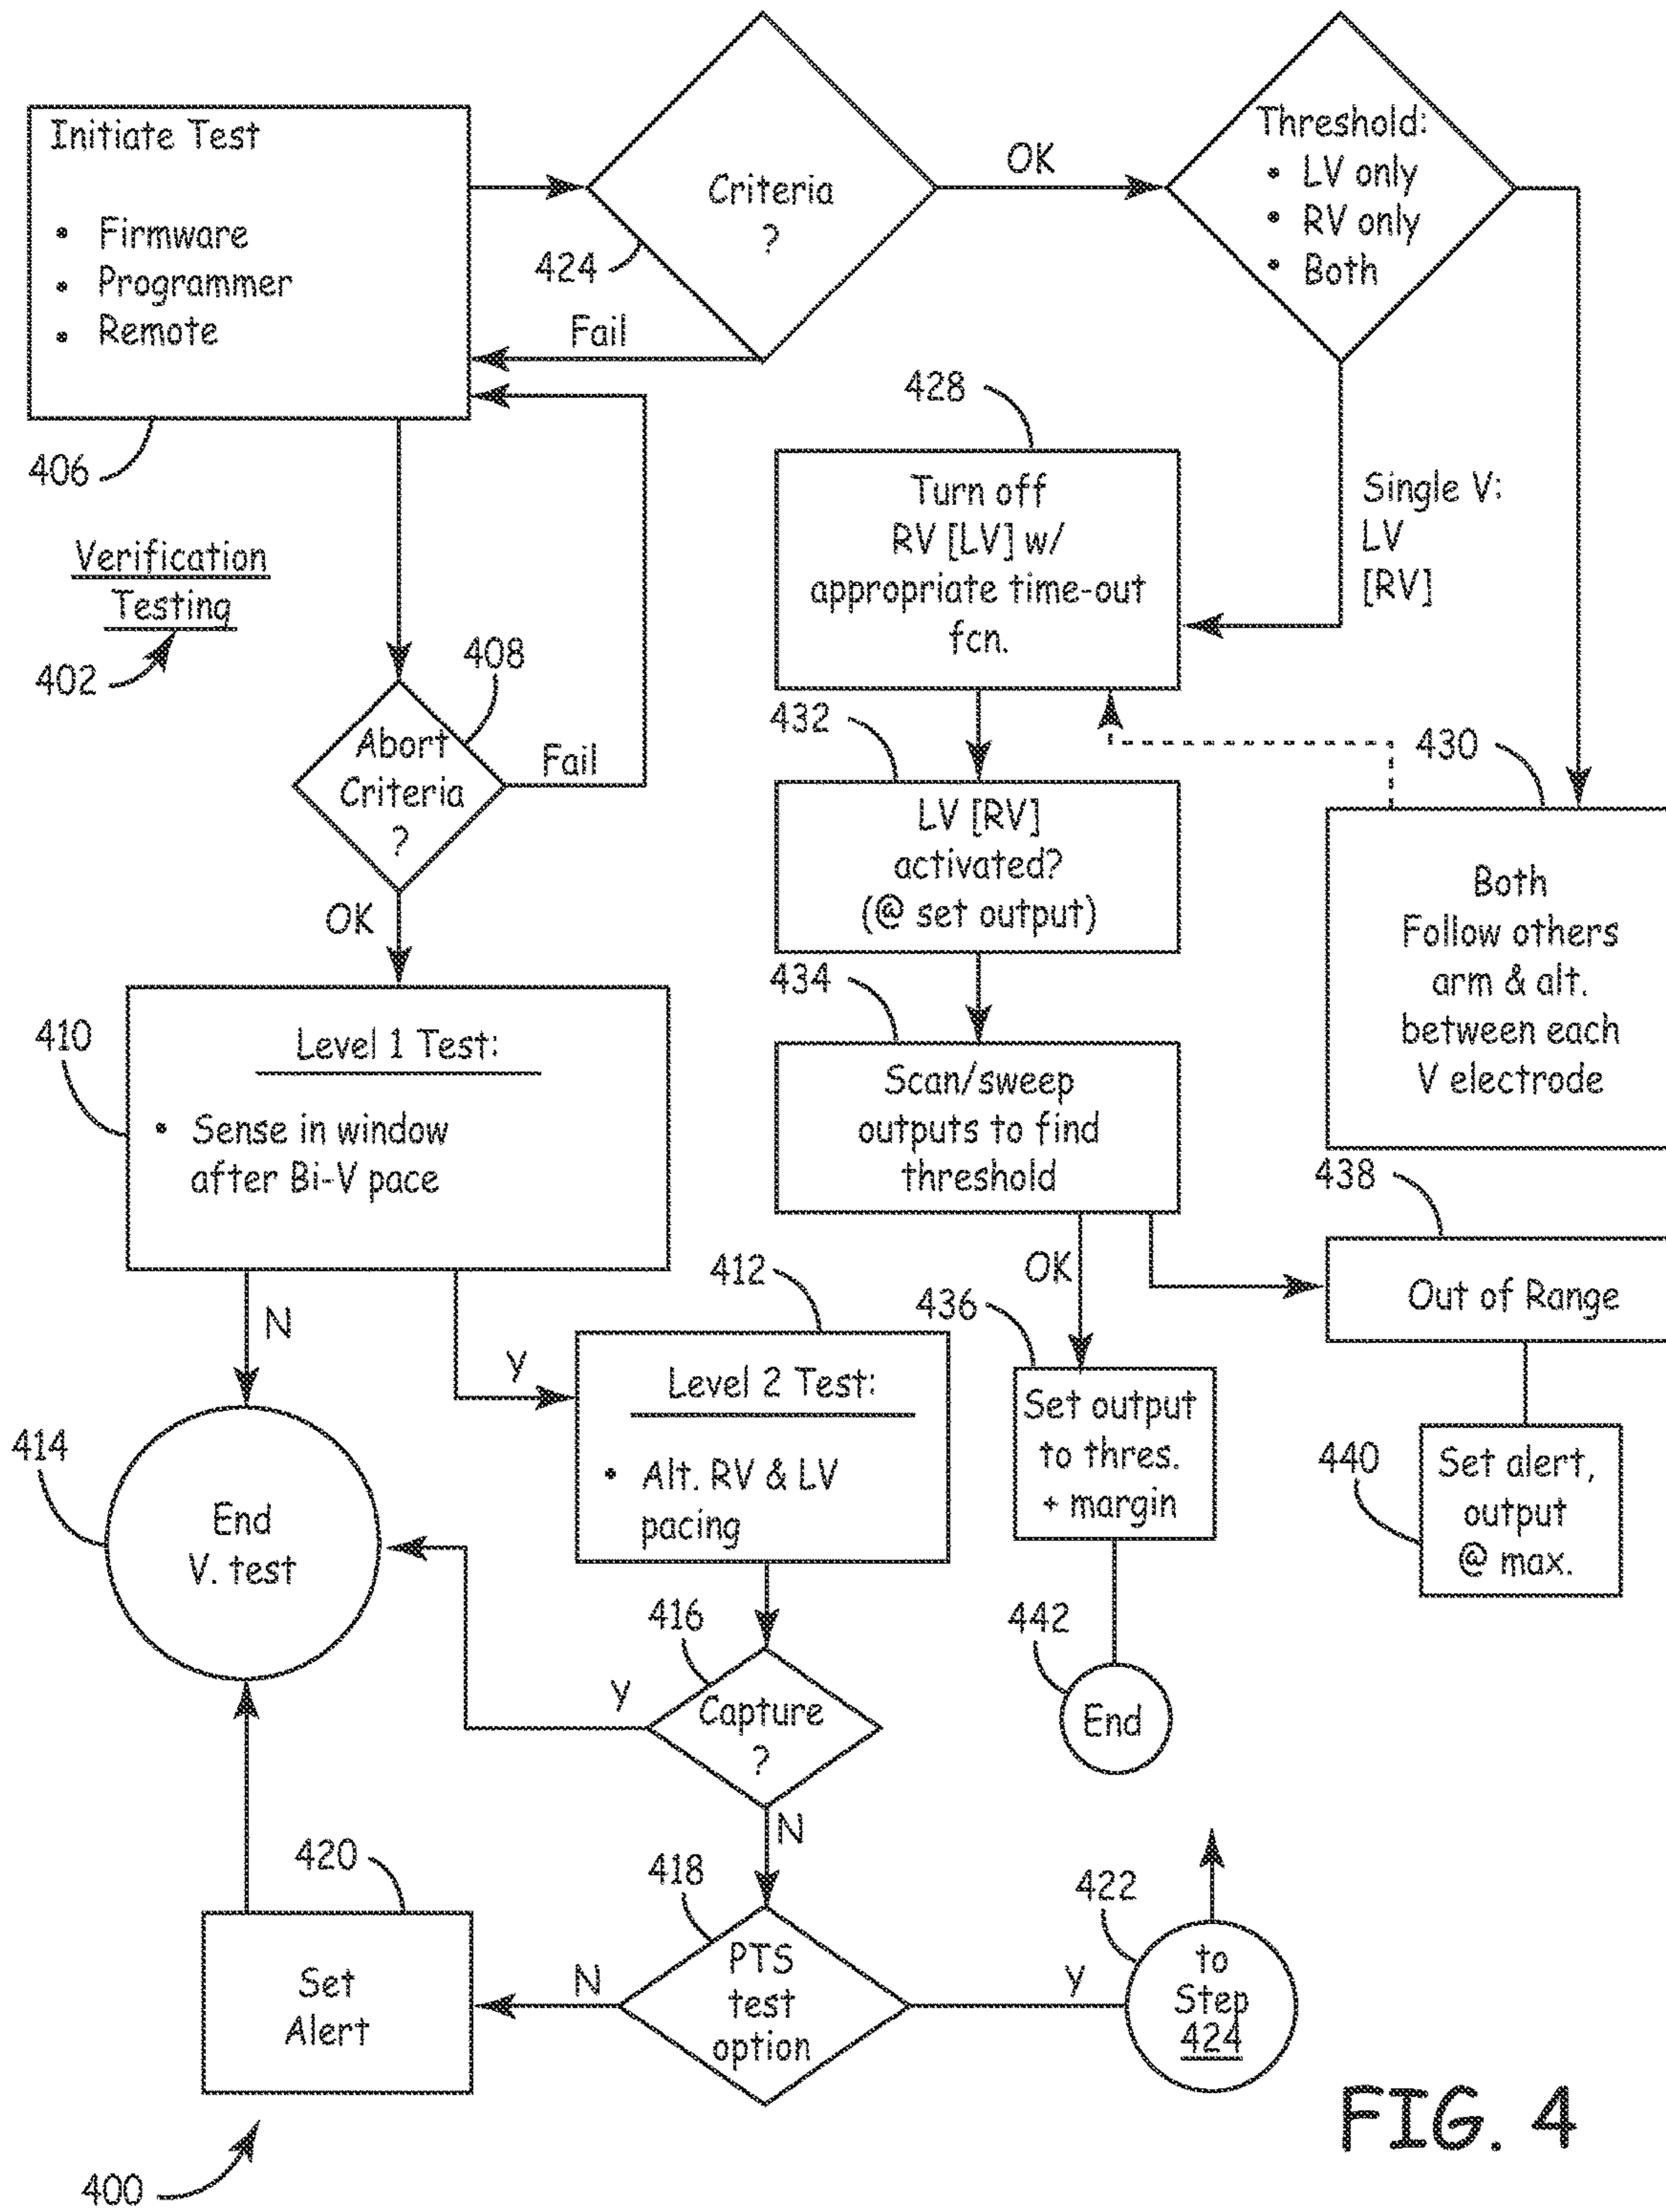 Initiate Test
• Firmware
• Programmer
• Remote
406
Criteria
?
424
OK
Fail
Threshold:
• LV only
• RV only
• Both
Single V:
LV
[RV]
Verification
Testing
402
408
Abort
Criteria
?
Fail
OK
428
Turn off
RV [LV] w/
appropriate time-out
fcn.
432
LV [RV]
activated?
(@ set output)
430
Both
Follow others
arm & alt.
between each
V electrode
434
Scan/sweep
outputs to find
threshold
410
Level 1 Test:
• Sense in window
after Bi-V pace
N
Y
412
Level 2 Test:
• Alt. RV & LV
pacing
OK
436
Set output
to thres.
+ margin
438
Out of Range
440
Set alert,
output
@ max.
414
End
V. test
416
Capture
?
Y
N
442
End
420
Set
Alert
418
PTS
test
option
N
Y
422
to
Step
424
400
FIG. 4